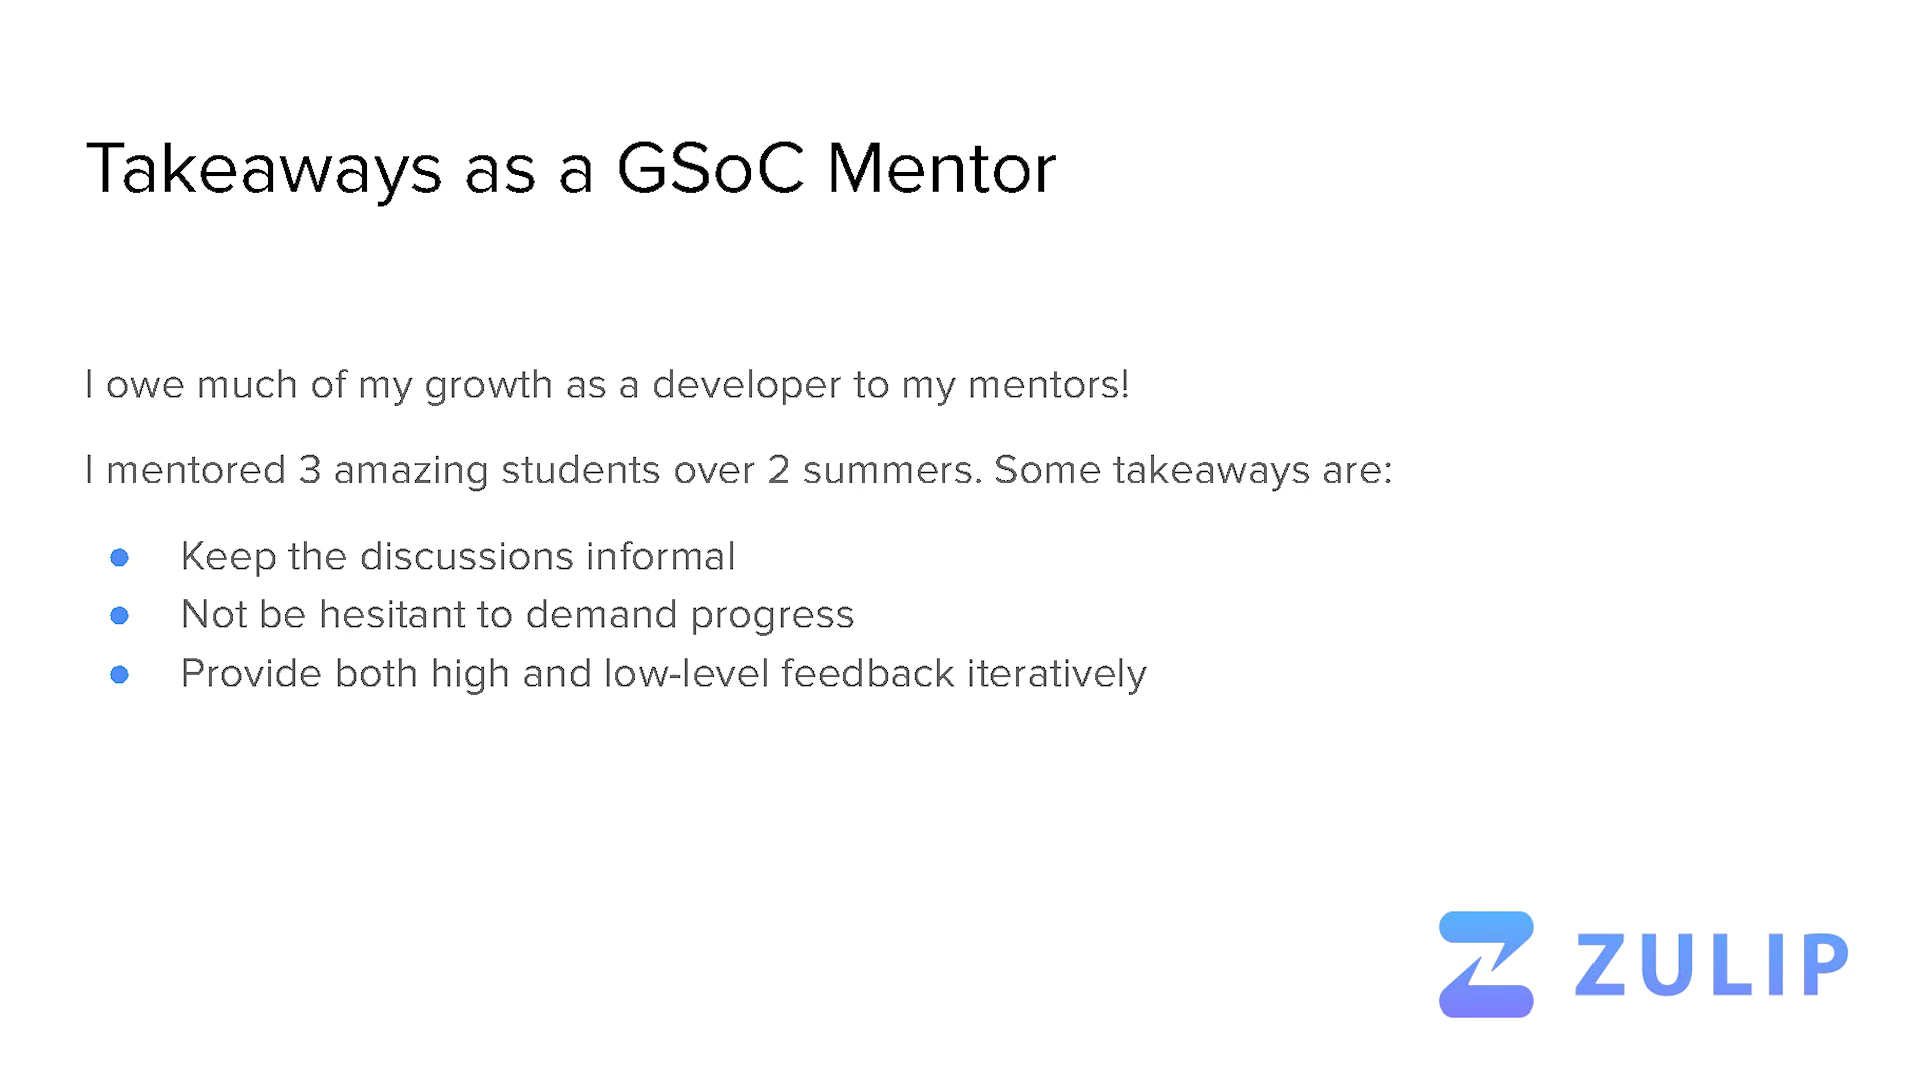 Takeaways as a GSoC Mentor
I owe much of my growth as a developer to my mentors!
I mentored 3 amazing students over 2 summers. Some takeaways are:
● Keep the discussions informal
● Not be hesitant to demand progress
● Provide both high and low-level feedback iteratively
ZULIP